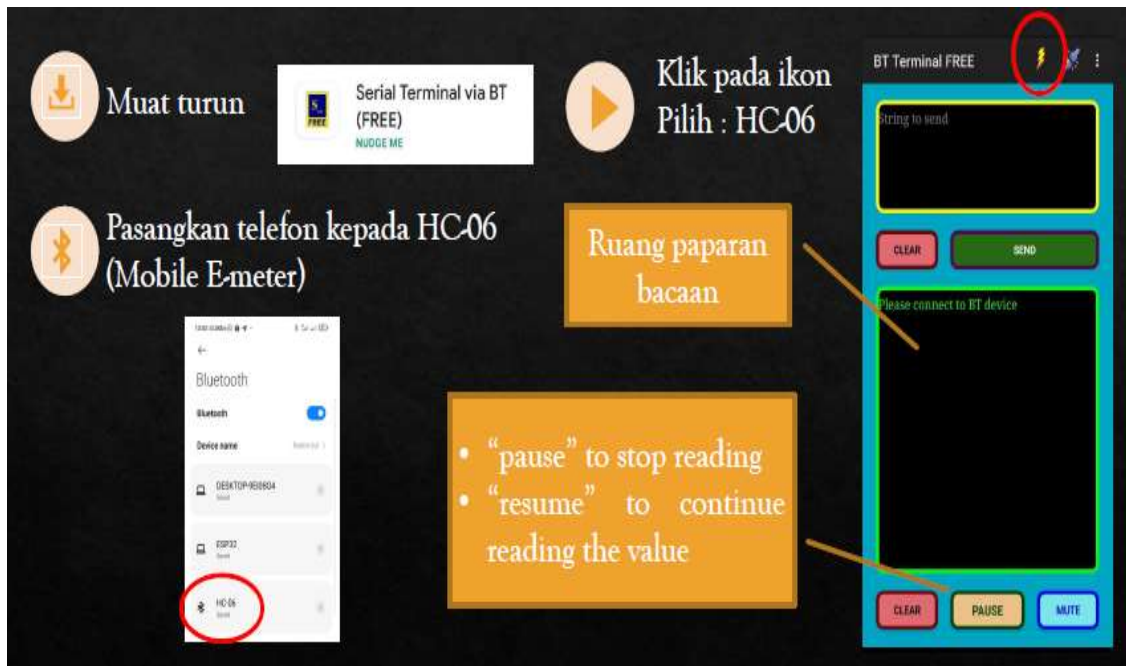 Muat turun
Serial Terminal via BT
(FREE)
NUDGE ME
Pasangkan telefon kepada HC-06
(Mobile E-meter)
Bluetooth
Bluetooth
Device name
ESP32
HC-06
Klik pada ikon
Pilih : HC-06
Ruang paparan
bacaan
• “pause” to stop reading
• “resume” to continue
reading the value
BT Terminal FREE
String to send
CLEAR
SEND
Please connect to BT device
CLEAR
PAUSE
MUTE